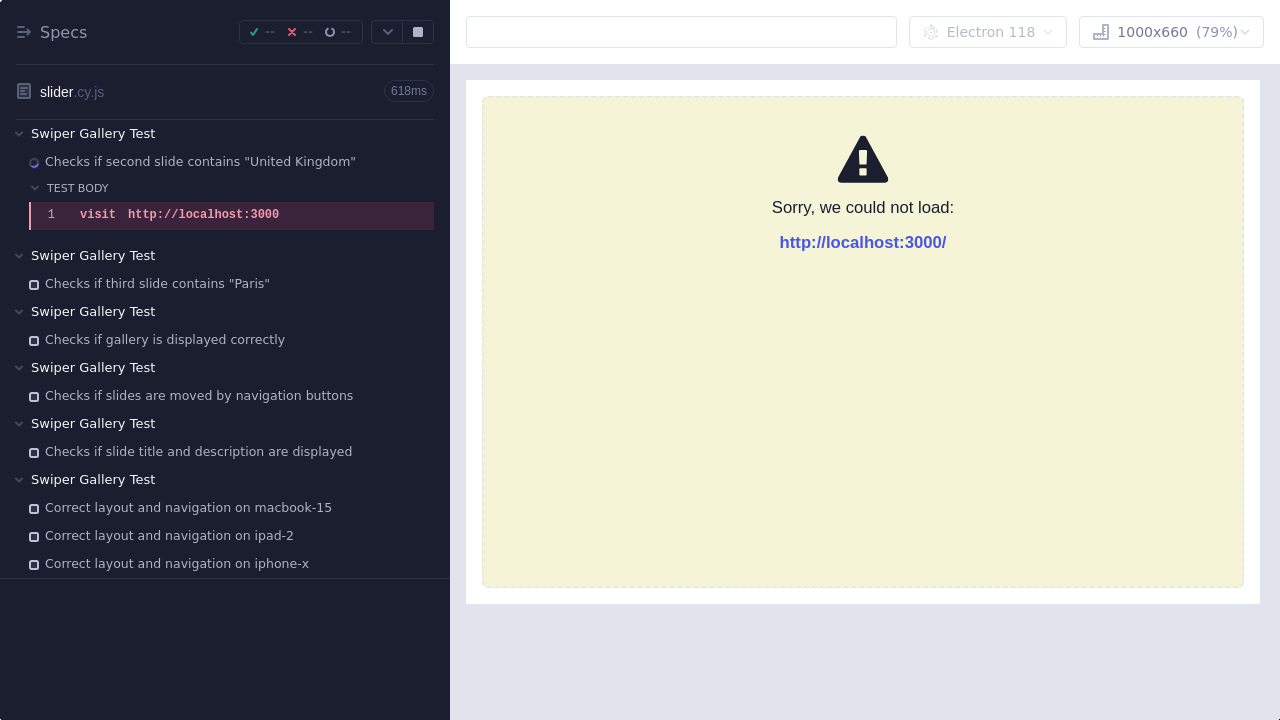 Specs
-- -- --
slider.cy.js 618ms
Swiper Gallery Test
Checks if second slide contains "United Kingdom"
TEST BODY
1 visit http://localhost:3000
Swiper Gallery Test
Checks if third slide contains "Paris"
Swiper Gallery Test
Checks if gallery is displayed correctly
Swiper Gallery Test
Checks if slides are moved by navigation buttons
Swiper Gallery Test
Checks if slide title and description are displayed
Swiper Gallery Test
Correct layout and navigation on macbook-15
Correct layout and navigation on ipad-2
Correct layout and navigation on iphone-x
Electron 118
1000x660 (79%)
Sorry, we could not load:
http://localhost:3000/